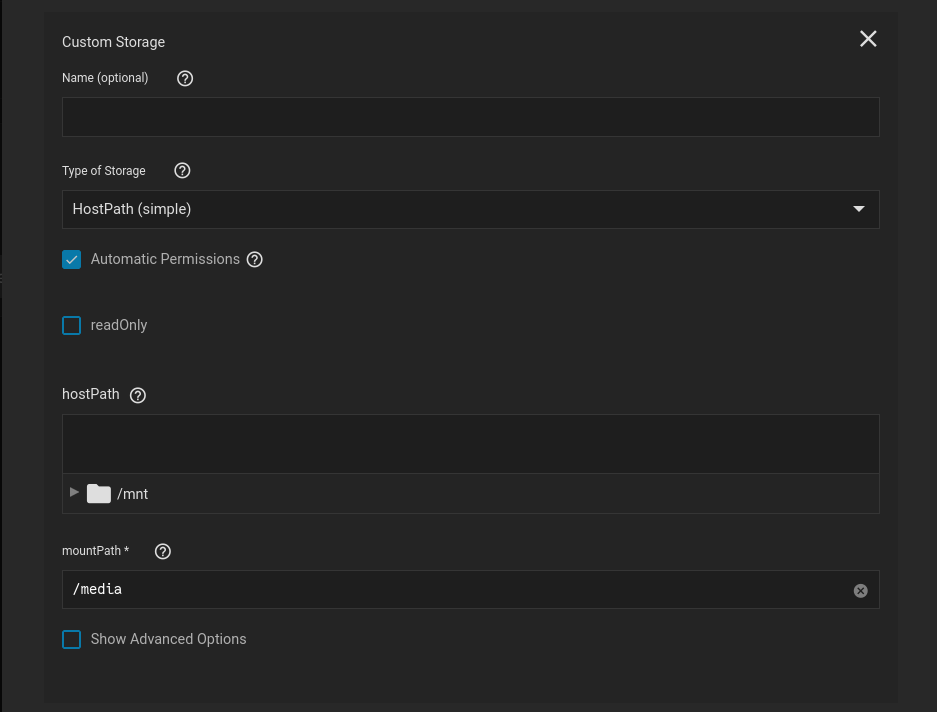 Custom Storage
Name (optional)
Type of Storage
HostPath (simple)
Automatic Permissions
readOnly
hostPath
/mnt
mountPath *
/media
Show Advanced Options